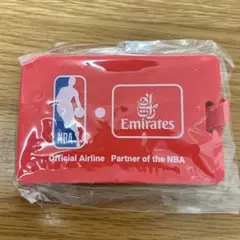 NBA
Emirates
Official Airline Partner of the NBA